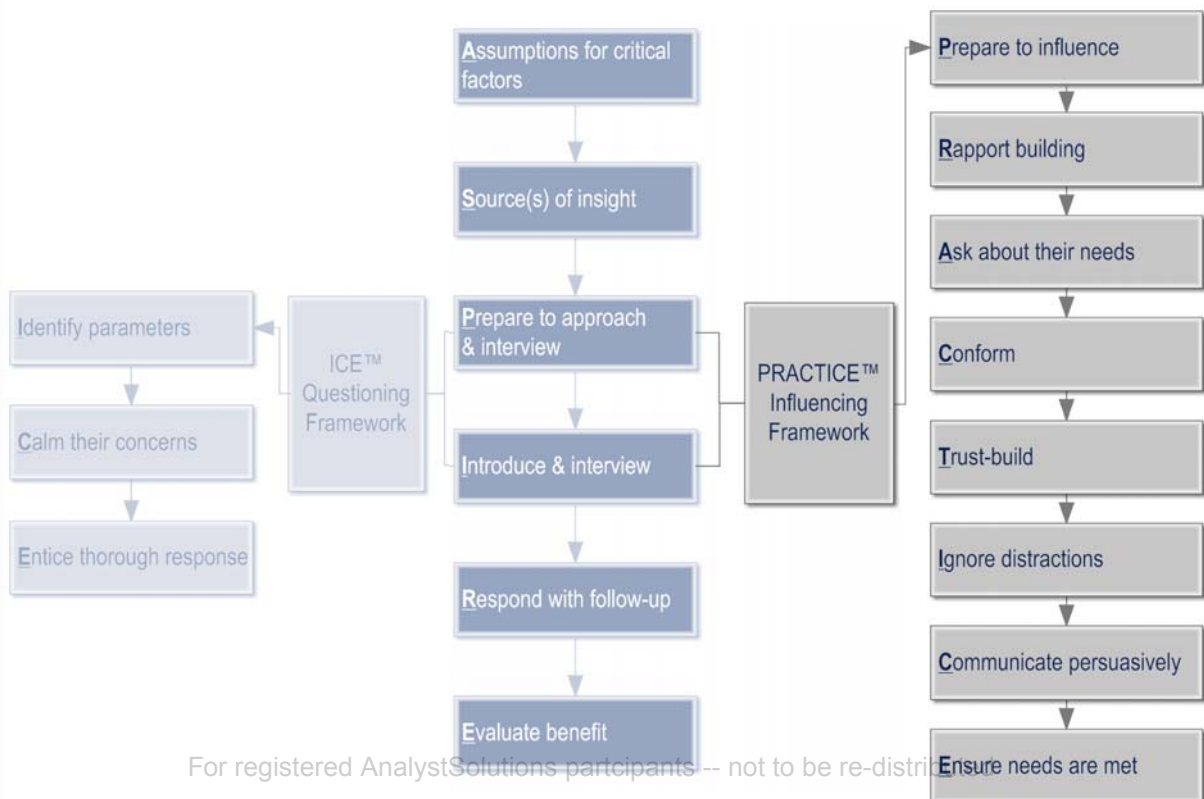 Assumptions for critical
factors
Source(s) of insight
Prepare to approach
& interview
Introduce & interview
Respond with follow-up
Evaluate benefit
ICE™
Questioning
Framework
Identify parameters
Calm their concerns
Entice thorough response
PRACTICE™
Influencing
Framework
Prepare to influence
Rapport building
Ask about their needs
Conform
Trust-build
Ignore distractions
Communicate persuasively
Ensure needs are met
For registered AnalystSolutions partcipants -- not to be re-distributed